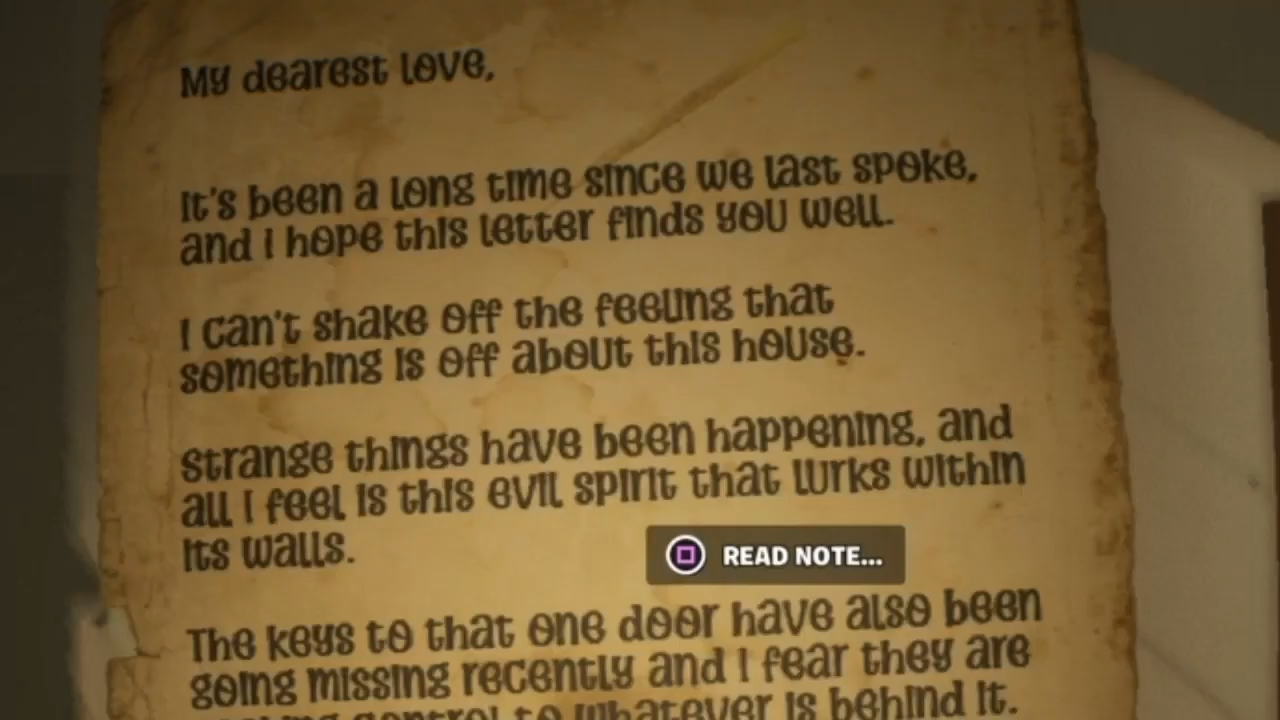 My dearest love,
It's been a long time since we last spoke,
and I hope this letter finds you well.
I can't shake off the feeling that
something is off about this house.
Strange things have been happening, and
all I feel is this evil spirit that lurks within
its walls.
READ NOTE...
The keys to that one door have also been
going missing recently and I fear they are
control to whatever is behind it.